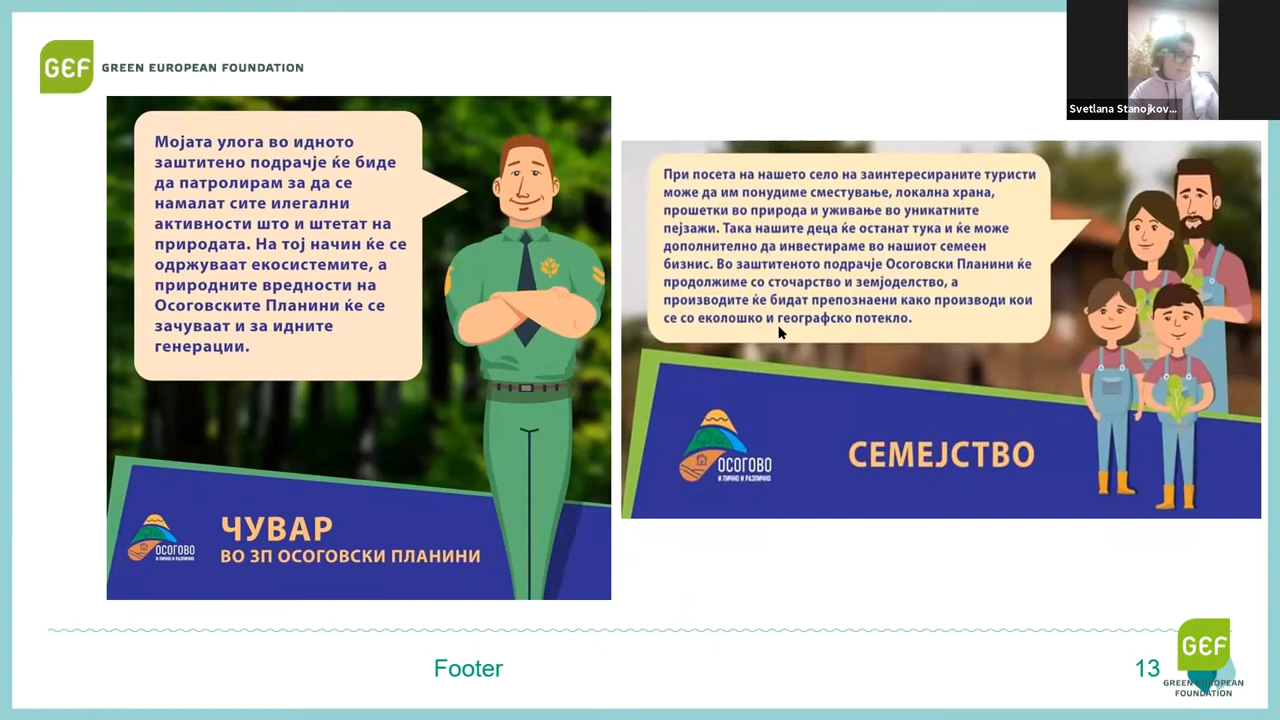 GEF GREEN EUROPEAN FOUNDATION
Svetlana Stanojkov...
Мојата улога во идното
заштитено подрачје ќе биде
да патролирам за да се
намалат сите илегални
активности што и штетат на
природата. На тој начин ќе се
одржуваат екосистемите, а
природните вредности на
Осоговските Планини ќе се
зачуваат и за идните
генерации.
ОСОГОВО
И ЛИЧНО И РАЗЛИЧНО
ЧУВАР
ВО ЗП ОСОГОВСКИ ПЛАНИНИ
При посета на нашето село на заинтересираните туристи
може да им понудиме сместување, локална храна,
прошетки во природа и уживање во уникатните
пејзажи. Така нашите деца ќе останат тука и ќе може
дополнително да инвестираме во нашиот семеен
бизнис. Во заштитеното подрачје Осоговски Планини ќе
продолжиме со сточарство и земјоделство, а
производите ќе бидат препознаени како производи кои
се со еколошко и географско потекло.
ОСОГОВО
И ЛИЧНО И РАЗЛИЧНО
СЕМЕЈСТВО
Footer
13
GEF
GREEN EUROPEAN
FOUNDATION